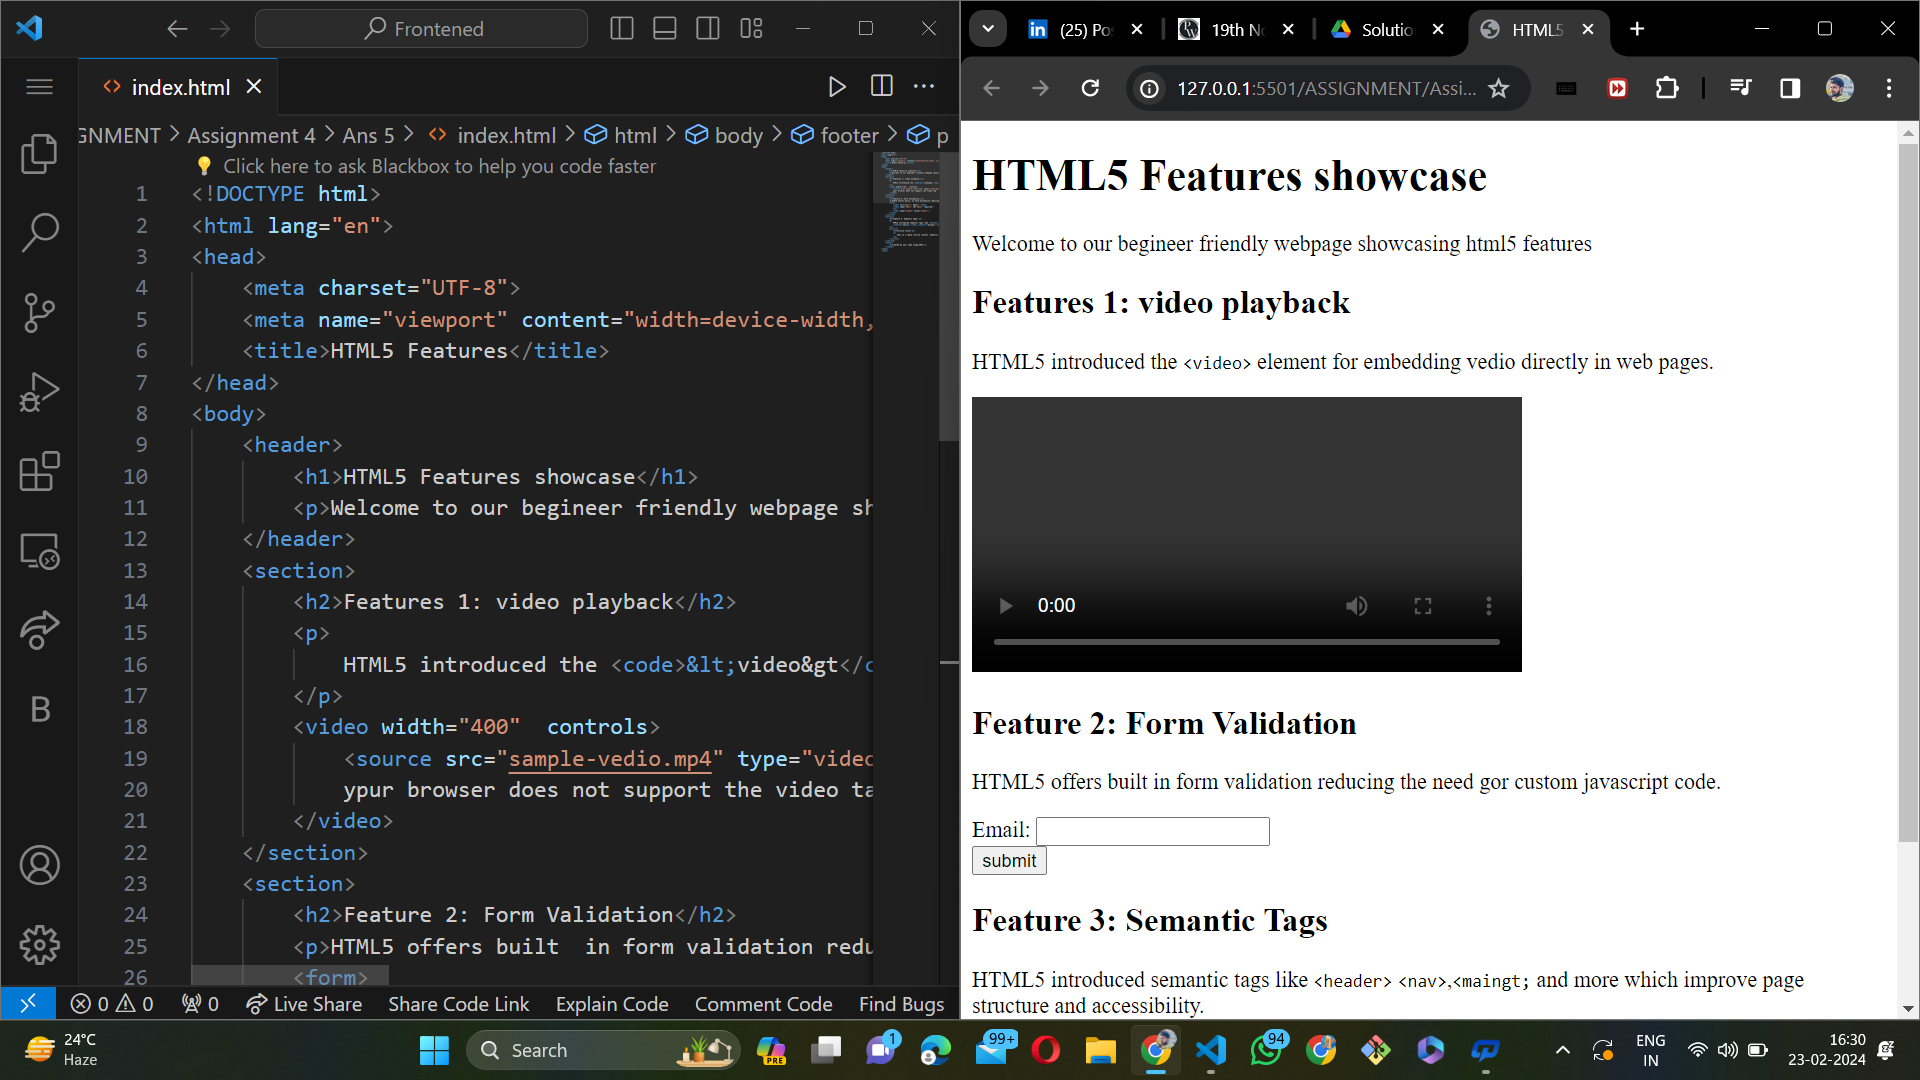 Frontened
index.html
GNMENT > Assignment 4 > Ans 5 > index.html > html > body > footer > p
Click here to ask Blackbox to help you code faster
1 <!DOCTYPE html>
2 <html lang="en">
3 <head>
4 <meta charset="UTF-8">
5 <meta name="viewport" content="width=device-width,
6 <title>HTML5 Features</title>
7 </head>
8 <body>
9 <header>
10 <h1>HTML5 Features showcase</h1>
11 <p>Welcome to our begineer friendly webpage sh
12 </header>
13 <section>
14 <h2>Features 1: video playback</h2>
15 <p>
16 HTML5 introduced the <code>&lt;video&gt</c
17 </p>
18 <video width="400"  controls>
19 <source src="sample-vedio.mp4" type="video
20 ypur browser does not support the video ta
21 </video>
22 </section>
23 <section>
24 <h2>Feature 2: Form Validation</h2>
25 <p>HTML5 offers built  in form validation redu
26 <form>
0 0 0 Live Share Share Code Link Explain Code Comment Code Find Bugs
(25) Pos 19th No Solutio HTML5
127.0.0.1:5501/ASSIGNMENT/Assi...
HTML5 Features showcase
Welcome to our begineer friendly webpage showcasing html5 features
Features 1: video playback
HTML5 introduced the <video> element for embedding vedio directly in web pages.
0:00
Feature 2: Form Validation
HTML5 offers built in form validation reducing the need gor custom javascript code.
Email:
submit
Feature 3: Semantic Tags
HTML5 introduced semantic tags like <header> <nav>,<maingt; and more which improve page
structure and accessibility.
24°C
Haze
Search
PRE
1
99+
94
ENG
IN
16:30
23-02-2024